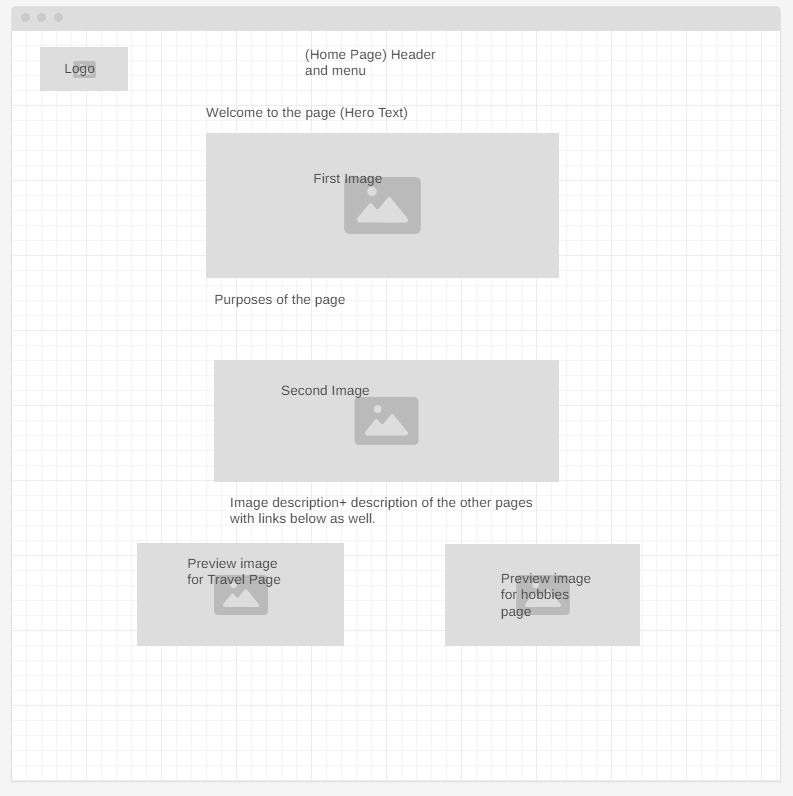 Logo
(Home Page) Header
and menu
Welcome to the page (Hero Text)
First Image
Purposes of the page
Second Image
Image description+ description of the other pages
with links below as well.
Preview image
for Travel Page
Preview image
for hobbies
page